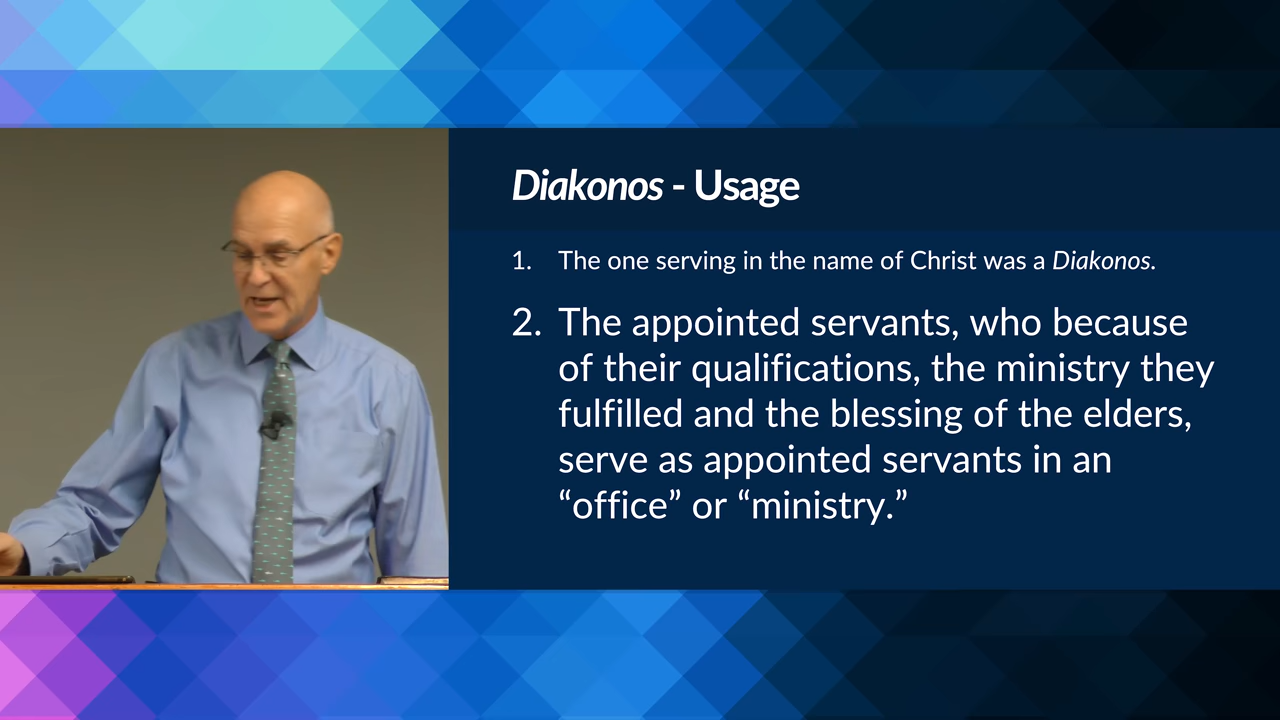 Diakonos - Usage
1. The one serving in the name of Christ was a Diakonos.
2. The appointed servants, who because
of their qualifications, the ministry they
fulfilled and the blessing of the elders,
serve as appointed servants in an
“office” or “ministry.”